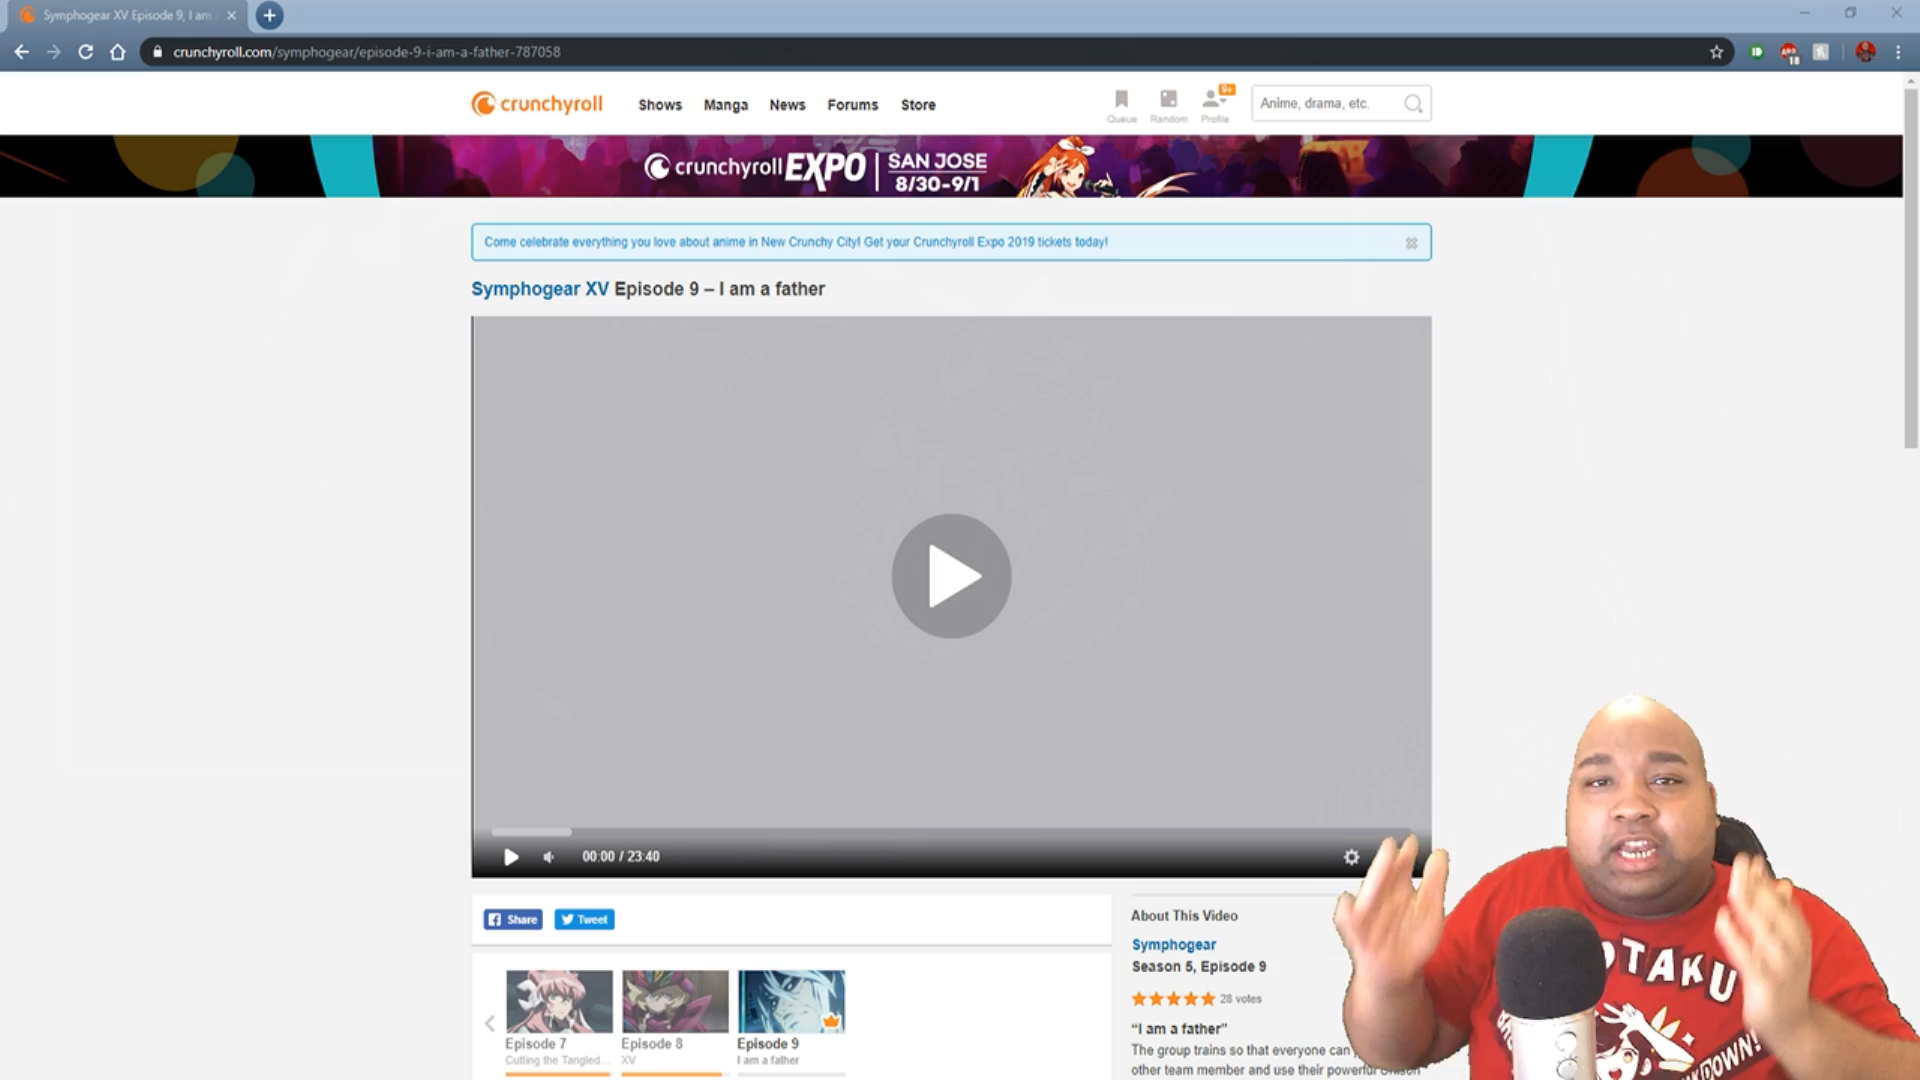 Symphogear XV Episode 9, I am
crunchyroll.com/symphogear/episode-9-i-am-a-father-787058
18
crunchyroll
Shows
Manga
News
Forums
Store
Queue
Random
9+
Profile
Anime, drama, etc.
crunchyroll EXPO
SAN JOSE
8/30-9/1
Come celebrate everything you love about anime in New Crunchy City! Get your Crunchyroll Expo 2019 tickets today!
Symphogear XV Episode 9 – I am a father
00:00 / 23:40
Share
Tweet
Episode 7
Cutting the Tangled...
Episode 8
XV
Episode 9
I am a father
About This Video
Symphogear
Season 5, Episode 9
28 votes
“I am a father”
The group trains so that everyone can
other team member and use their powerful
OTAKU
DOWN!